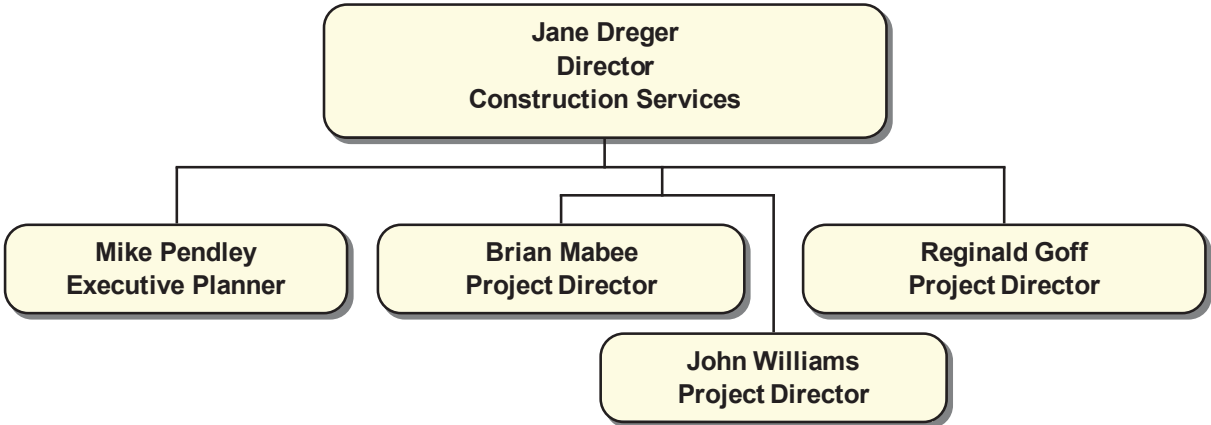 Jane Dreger
Director
Construction Services
Mike Pendley
Executive Planner
Brian Mabee
Project Director
Reginald Goff
Project Director
John Williams
Project Director